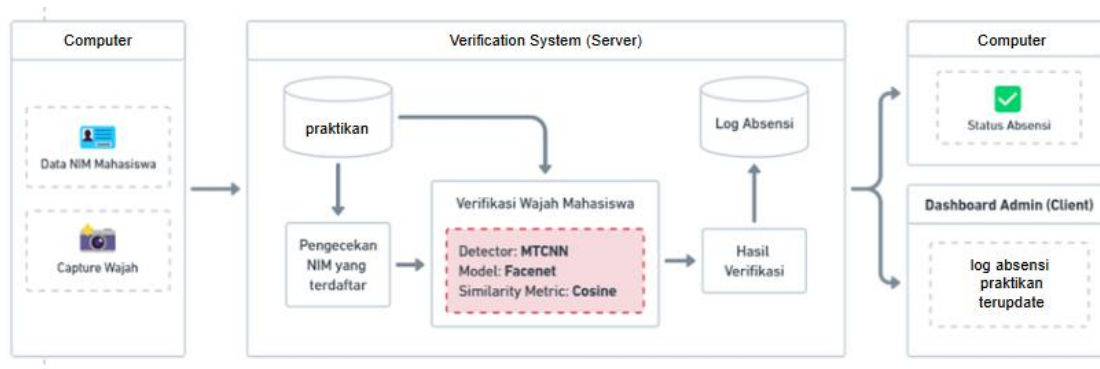 Computer
Data NIM Mahasiswa
Capture Wajah
Verification System (Server)
praktikan
Pengecekan
NIM yang
terdaftar
Verifikasi Wajah Mahasiswa
Detector: MTCNN
Model: Facenet
Similarity Metric: Cosine
Log Absensi
Hasil
Verifikasi
Computer
Status Absensi
Dashboard Admin (Client)
log absensi
praktikan
terupdate